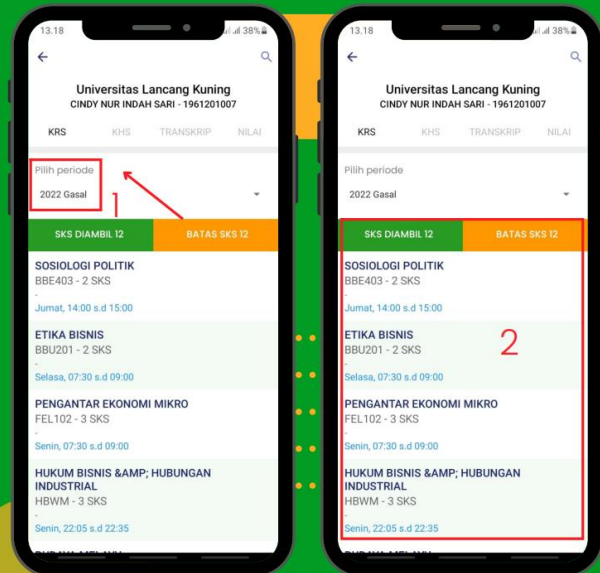 13.18
38%
Universitas Lancang Kuning
CINDY NUR INDAH SARI - 1961201007
KRS KHS TRANSKRIP NILAI
Pilih periode
2022 Gasal
1
SKS DIAMBIL 12 BATAS SKS 12
SOSIOLOGI POLITIK
BBE403 - 2 SKS
-
Jumat, 14:00 s.d 15:00
ETIKA BISNIS
BBU201 - 2 SKS
-
Selasa, 07:30 s.d 09:00
PENGANTAR EKONOMI MIKRO
FEL102 - 3 SKS
-
Senin, 07:30 s.d 09:00
HUKUM BISNIS &AMP; HUBUNGAN
INDUSTRIAL
HBWM - 3 SKS
-
Senin, 22:05 s.d 22:35
13.18
38%
Universitas Lancang Kuning
CINDY NUR INDAH SARI - 1961201007
KRS KHS TRANSKRIP NILAI
Pilih periode
2022 Gasal
SKS DIAMBIL 12 BATAS SKS 12
SOSIOLOGI POLITIK
BBE403 - 2 SKS
-
Jumat, 14:00 s.d 15:00
ETIKA BISNIS
BBU201 - 2 SKS
2
-
Selasa, 07:30 s.d 09:00
PENGANTAR EKONOMI MIKRO
FEL102 - 3 SKS
-
Senin, 07:30 s.d 09:00
HUKUM BISNIS &AMP; HUBUNGAN
INDUSTRIAL
HBWM - 3 SKS
-
Senin, 22:05 s.d 22:35